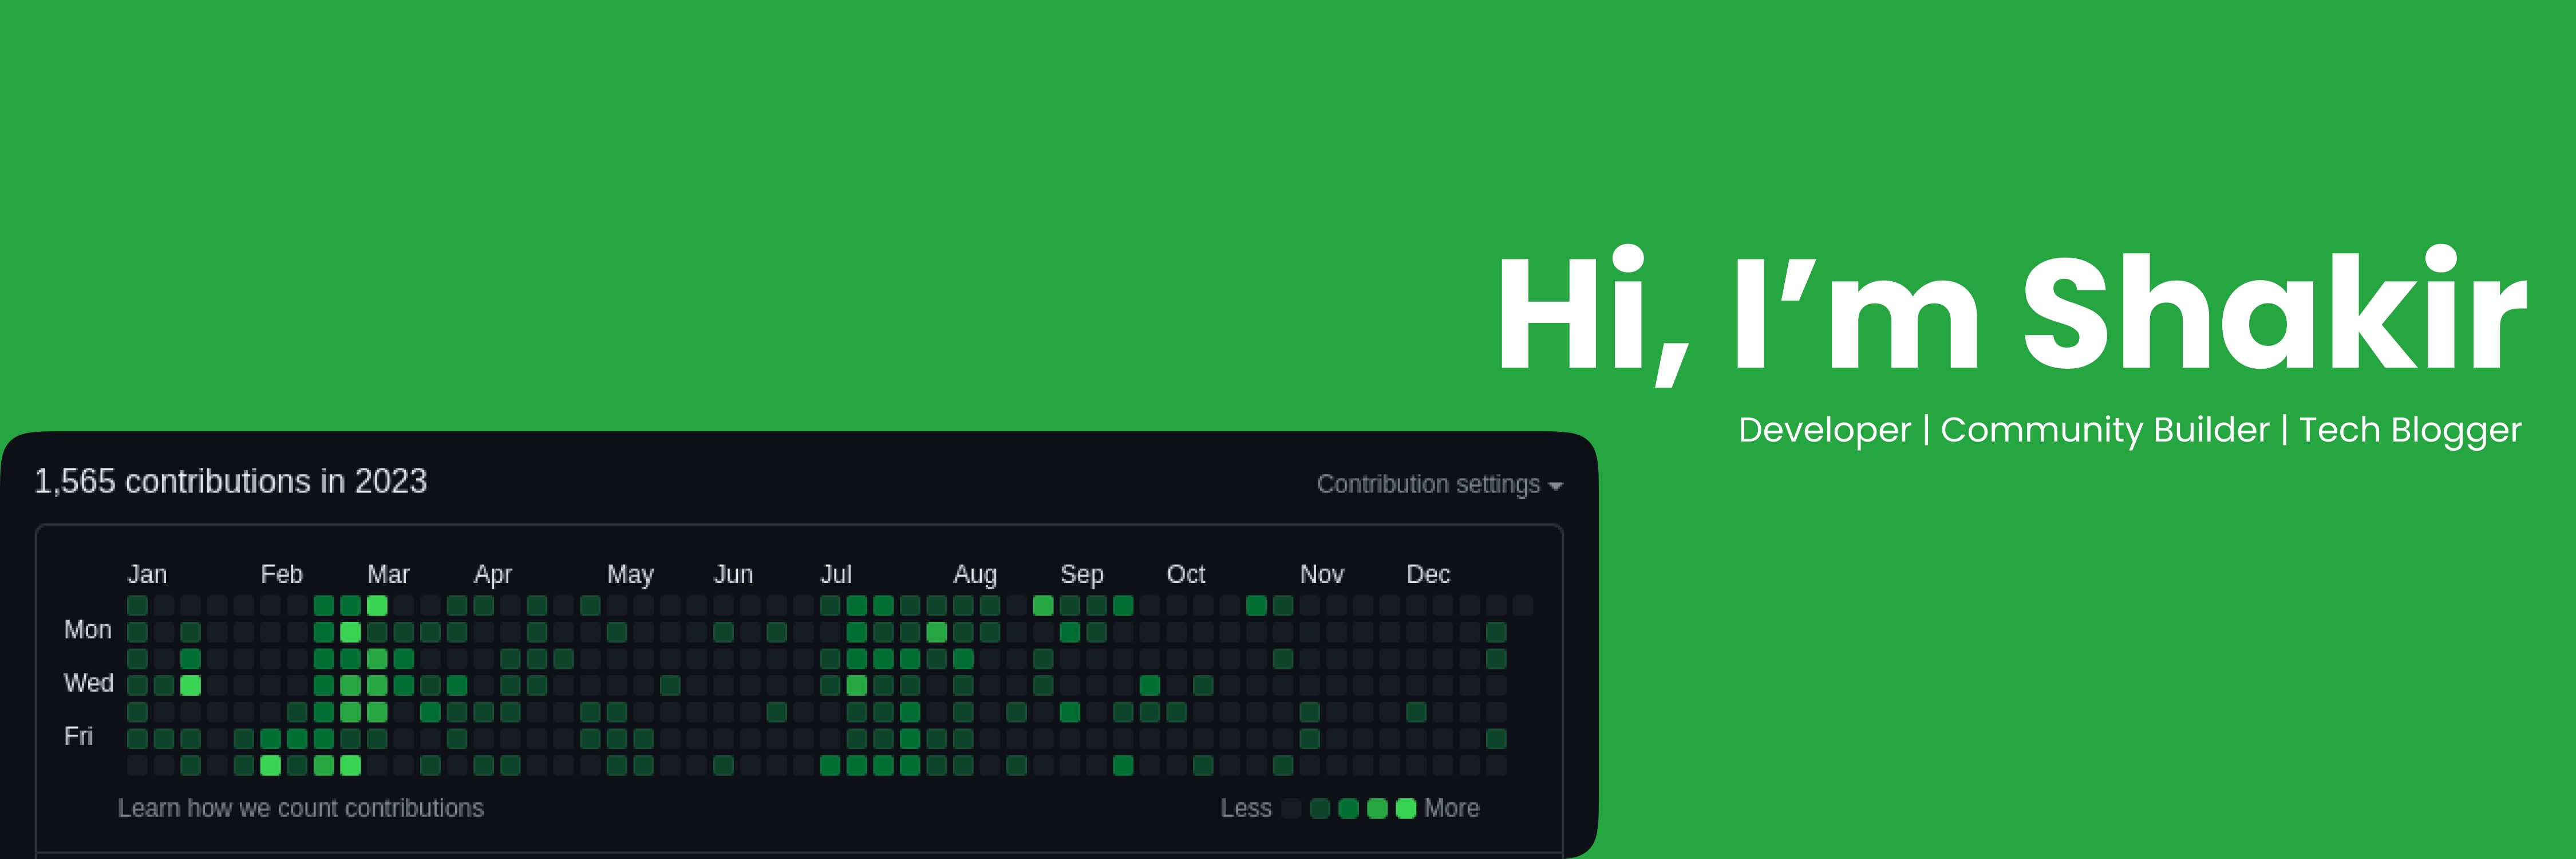 Hi, I’m Shakir
Developer | Community Builder | Tech Blogger
1,565 contributions in 2023
Contribution settings
Jan Feb Mar Apr May Jun Jul Aug Sep Oct Nov Dec
Mon
Wed
Fri
Learn how we count contributions
Less More